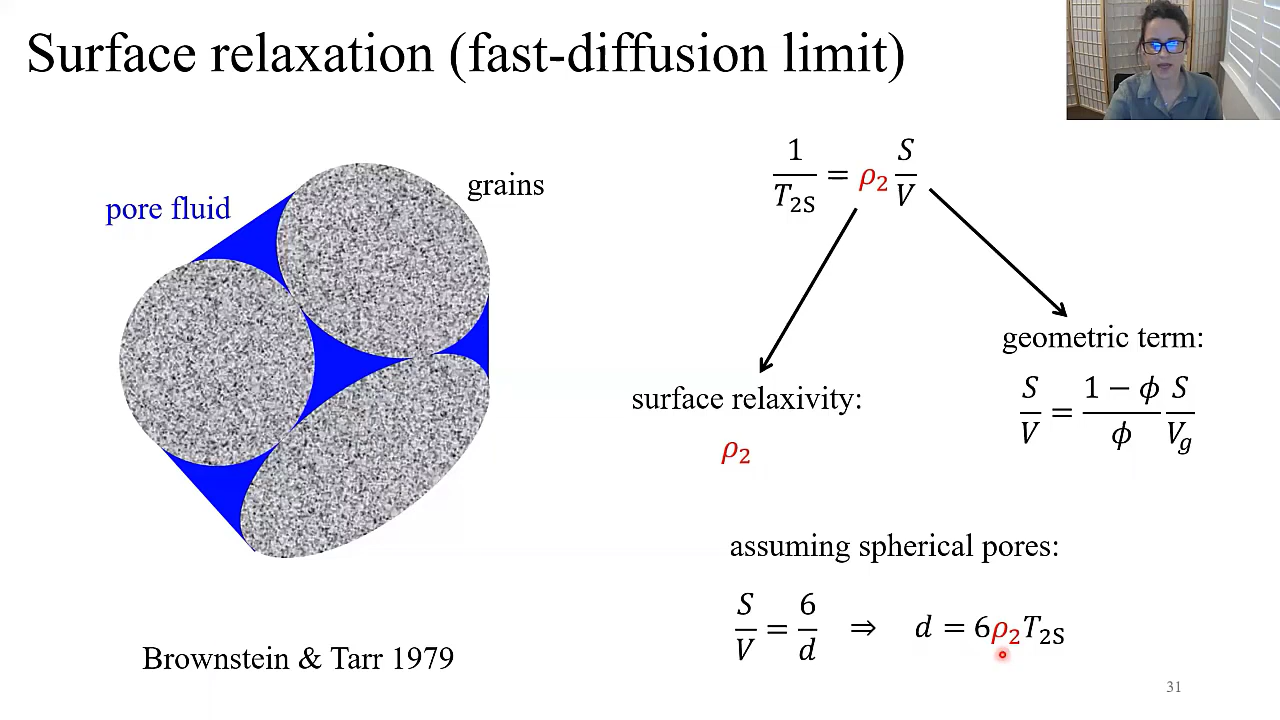 Surface relaxation (fast-diffusion limit)
pore fluid
grains
1/T₂S = ρ₂ S/V
geometric term:
S/V = (1 − ϕ)/ϕ S/Vg
surface relaxivity:
ρ₂
assuming spherical pores:
S/V = 6/d ⇒ d = 6ρ₂T₂S
Brownstein & Tarr 1979
31